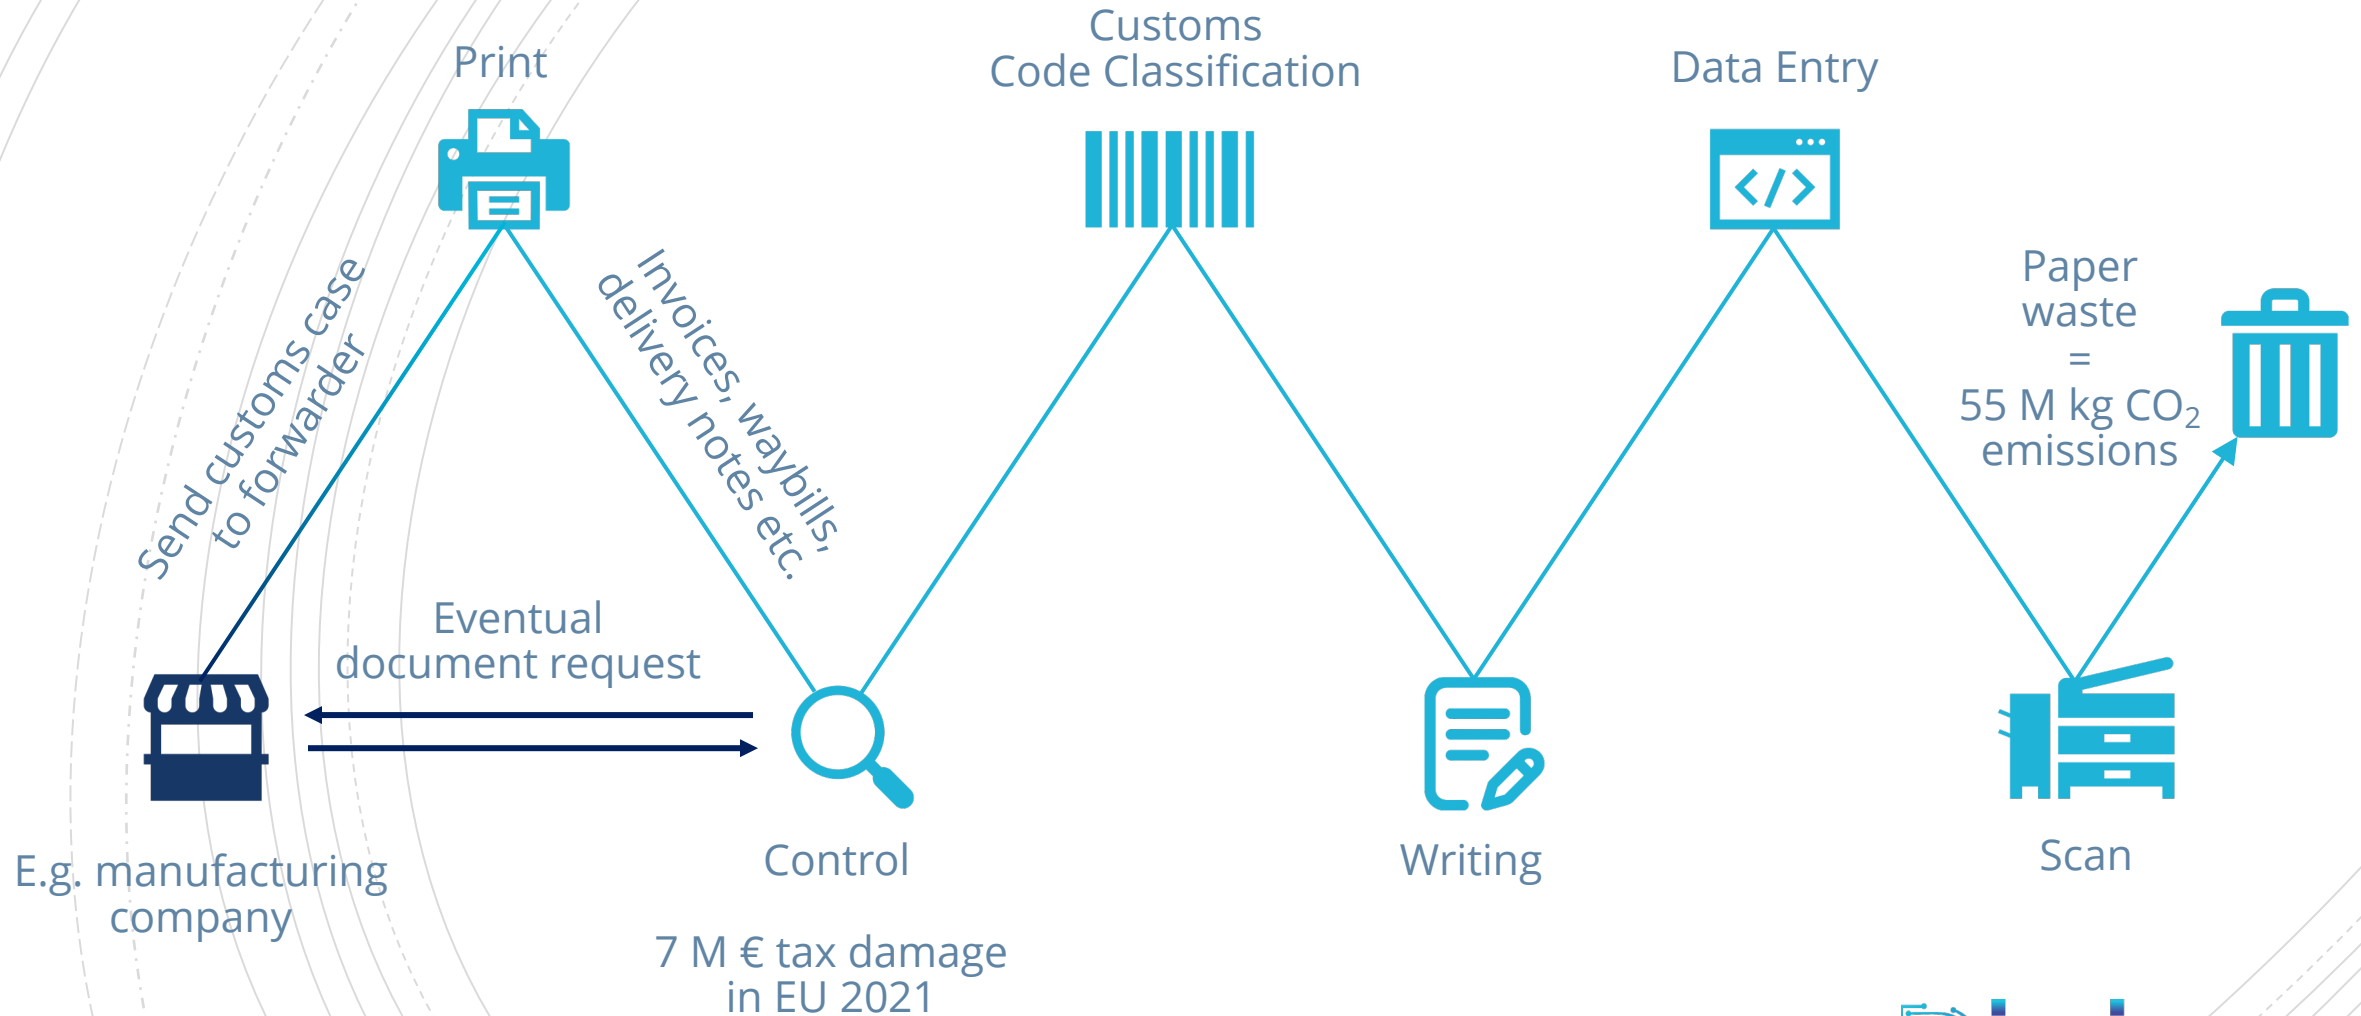 Print
Customs
Code Classification
Data Entry
Send customs case
to forwarder
Invoices, waybills,
delivery notes etc.
Paper
waste
=
55 M kg CO₂
emissions
Eventual
document request
E.g. manufacturing
company
Control
Writing
Scan
7 M € tax damage
in EU 2021